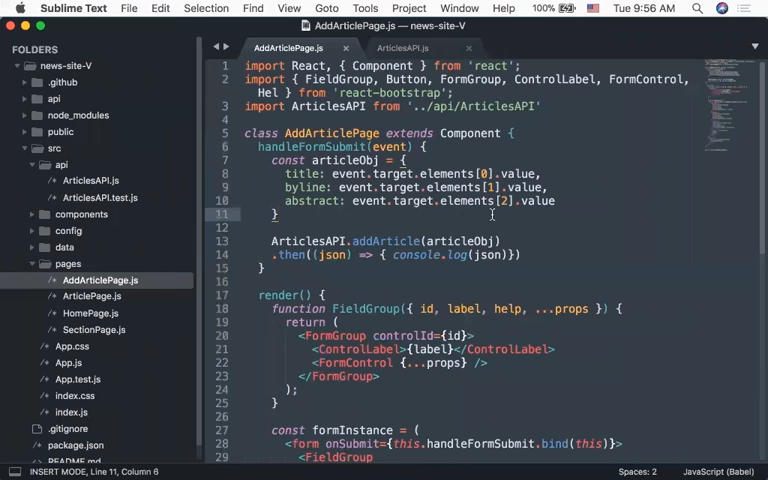 Sublime Text File Edit Selection Find View Goto Tools Project Window Help 100% Tue 9:56 AM
AddArticlePage.js — news-site-V
FOLDERS
news-site-V
.github
api
node_modules
public
src
api
ArticlesAPI.js
ArticlesAPI.test.js
components
config
data
pages
AddArticlePage.js
ArticlePage.js
HomePage.js
SectionPage.js
App.css
App.js
App.test.js
index.css
index.js
.gitignore
package.json
README.md
AddArticlePage.js × ArticlesAPI.js ×
1 import React, { Component } from 'react';
2 import { FieldGroup, Button, FormGroup, ControlLabel, FormControl,
Hel } from 'react-bootstrap';
3 import ArticlesAPI from '../api/ArticlesAPI'
4
5 class AddArticlePage extends Component {
6 handleFormSubmit(event) {
7 const articleObj = {
8 title: event.target.elements[0].value,
9 byline: event.target.elements[1].value,
10 abstract: event.target.elements[2].value
11 }
12
13 ArticlesAPI.addArticle(articleObj)
14 .then((json) => { console.log(json)})
15 }
16
17 render() {
18 function FieldGroup({ id, label, help, ...props }) {
19 return (
20 <FormGroup controlId={id}>
21 <ControlLabel>{label}</ControlLabel>
22 <FormControl {...props} />
23 </FormGroup>
24 );
25 }
26
27 const formInstance = (
28 <form onSubmit={this.handleFormSubmit.bind(this)}>
29 <FieldGroup
INSERT MODE, Line 11, Column 6 Spaces: 2 JavaScript (Babel)